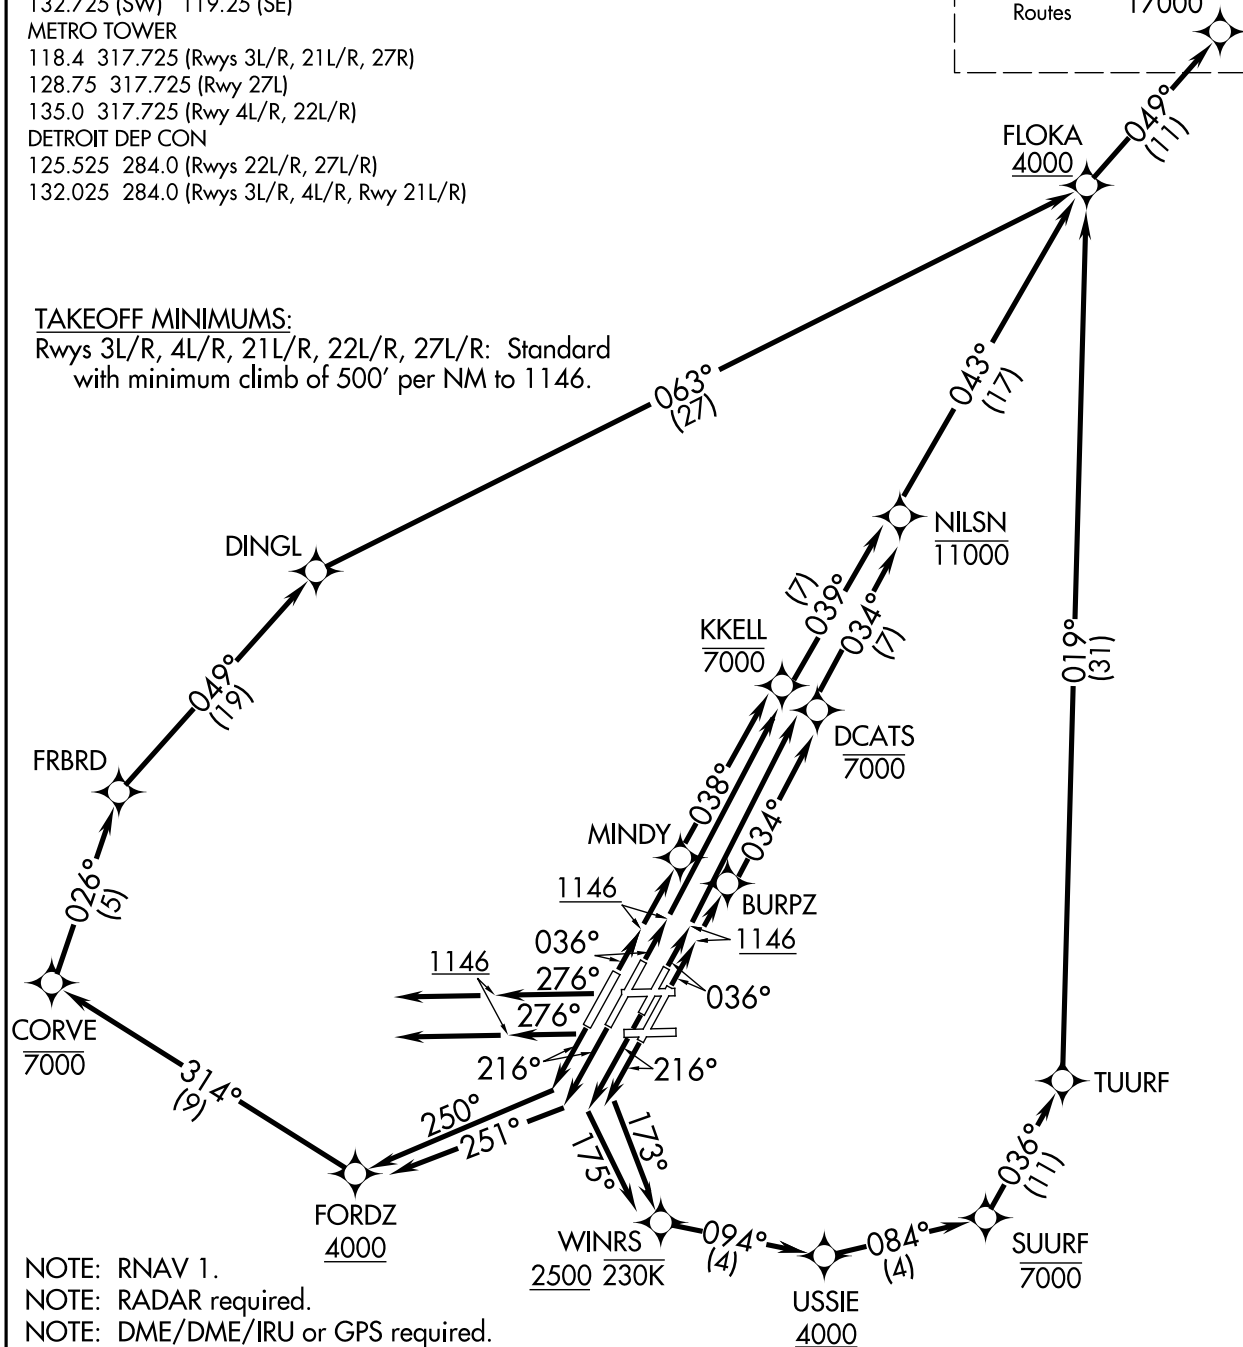 132.725 (SW) 119.25 (SE)
METRO TOWER
118.4 317.725 (Rwys 3L/R, 21L/R, 27R)
128.75 317.725 (Rwy 27L)
135.0 317.725 (Rwy 4L/R, 22L/R)
DETROIT DEP CON
125.525 284.0 (Rwys 22L/R, 27L/R)
132.025 284.0 (Rwys 3L/R, 4L/R, Rwy 21L/R)
Routes
17000
049°
(11)
FLOKA
4000
TAKEOFF MINIMUMS:
Rwys 3L/R, 4L/R, 21L/R, 22L/R, 27L/R: Standard
with minimum climb of 500' per NM to 1146.
063°
(27)
043°
(17)
DINGL
NILSN
11000
(7)
039°
034°
(7)
KKELL
7000
019°
(31)
049°
(19)
DCATS
7000
FRBRD
038°
034°
MINDY
BURPZ
1146
1146
026°
(5)
036°
1146
276°
036°
276°
CORVE
7000
216°
216°
TUURF
314°
(9)
250°
251°
173°
175°
036°
(11)
FORDZ
4000
WINRS
2500 230K
094°
(4)
084°
(4)
SUURF
7000
USSIE
4000
NOTE: RNAV 1.
NOTE: RADAR required.
NOTE: DME/DME/IRU or GPS required.